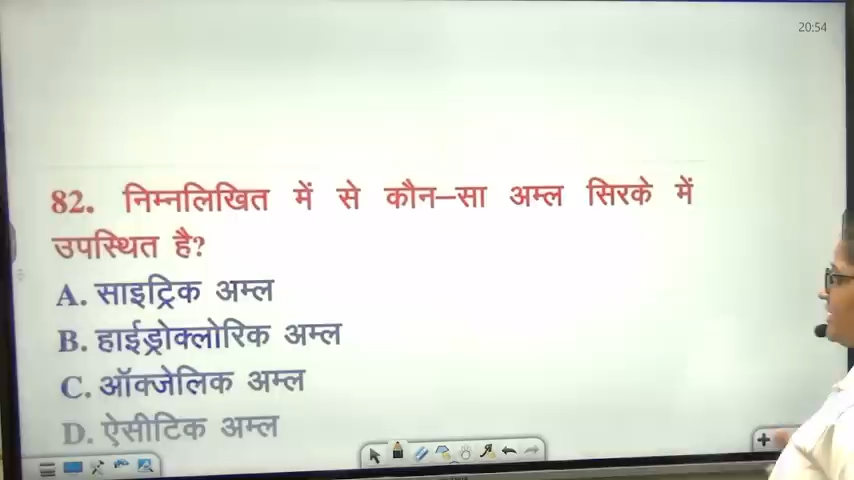 20:54
82. निम्नलिखित में से कौन–सा अम्ल सिरके में
उपस्थित है?
A. साइट्रिक अम्ल
B. हाईड्रोक्लोरिक अम्ल
C. ऑक्जेलिक अम्ल
D. ऐसीटिक अम्ल